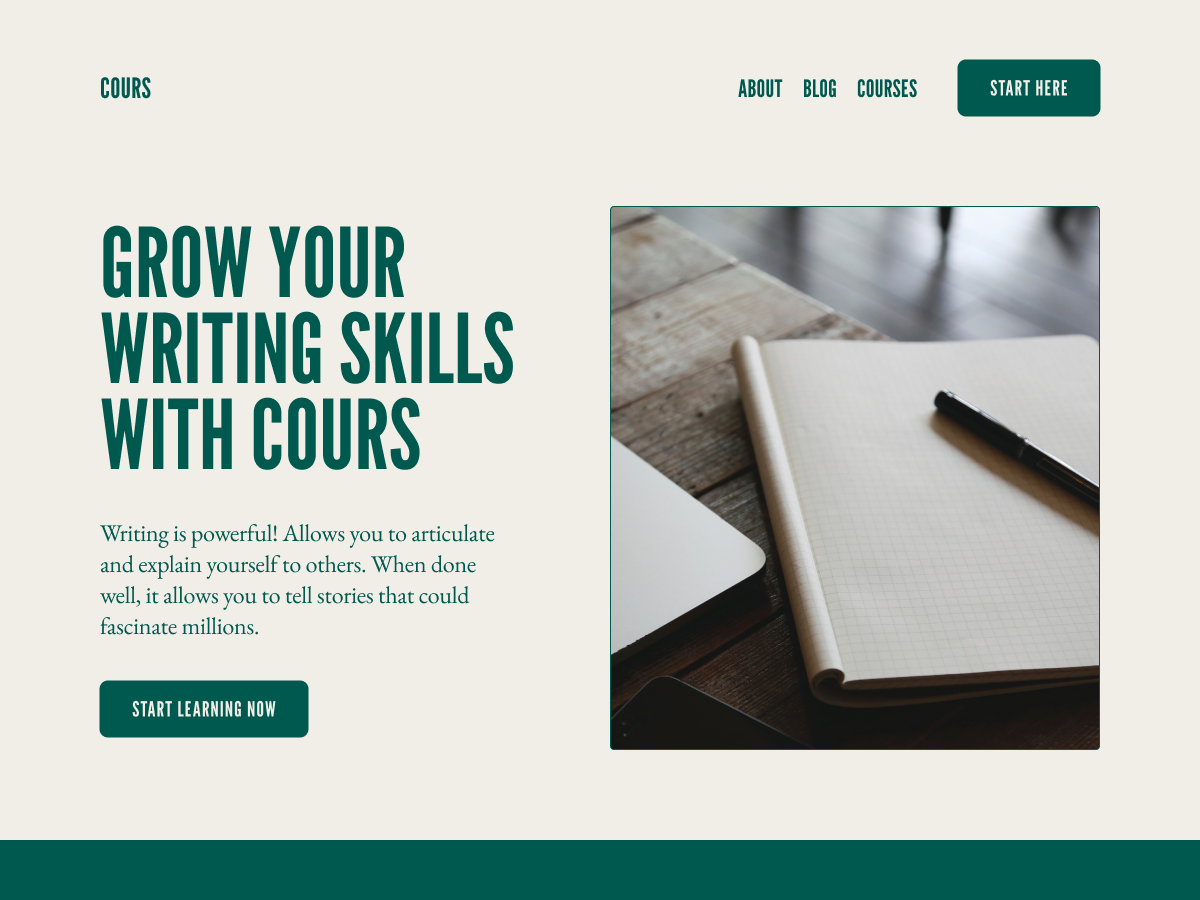 COURS
ABOUT BLOG COURSES START HERE
GROW YOUR
WRITING SKILLS
WITH COURS
Writing is powerful! Allows you to articulate
and explain yourself to others. When done
well, it allows you to tell stories that could
fascinate millions.
START LEARNING NOW